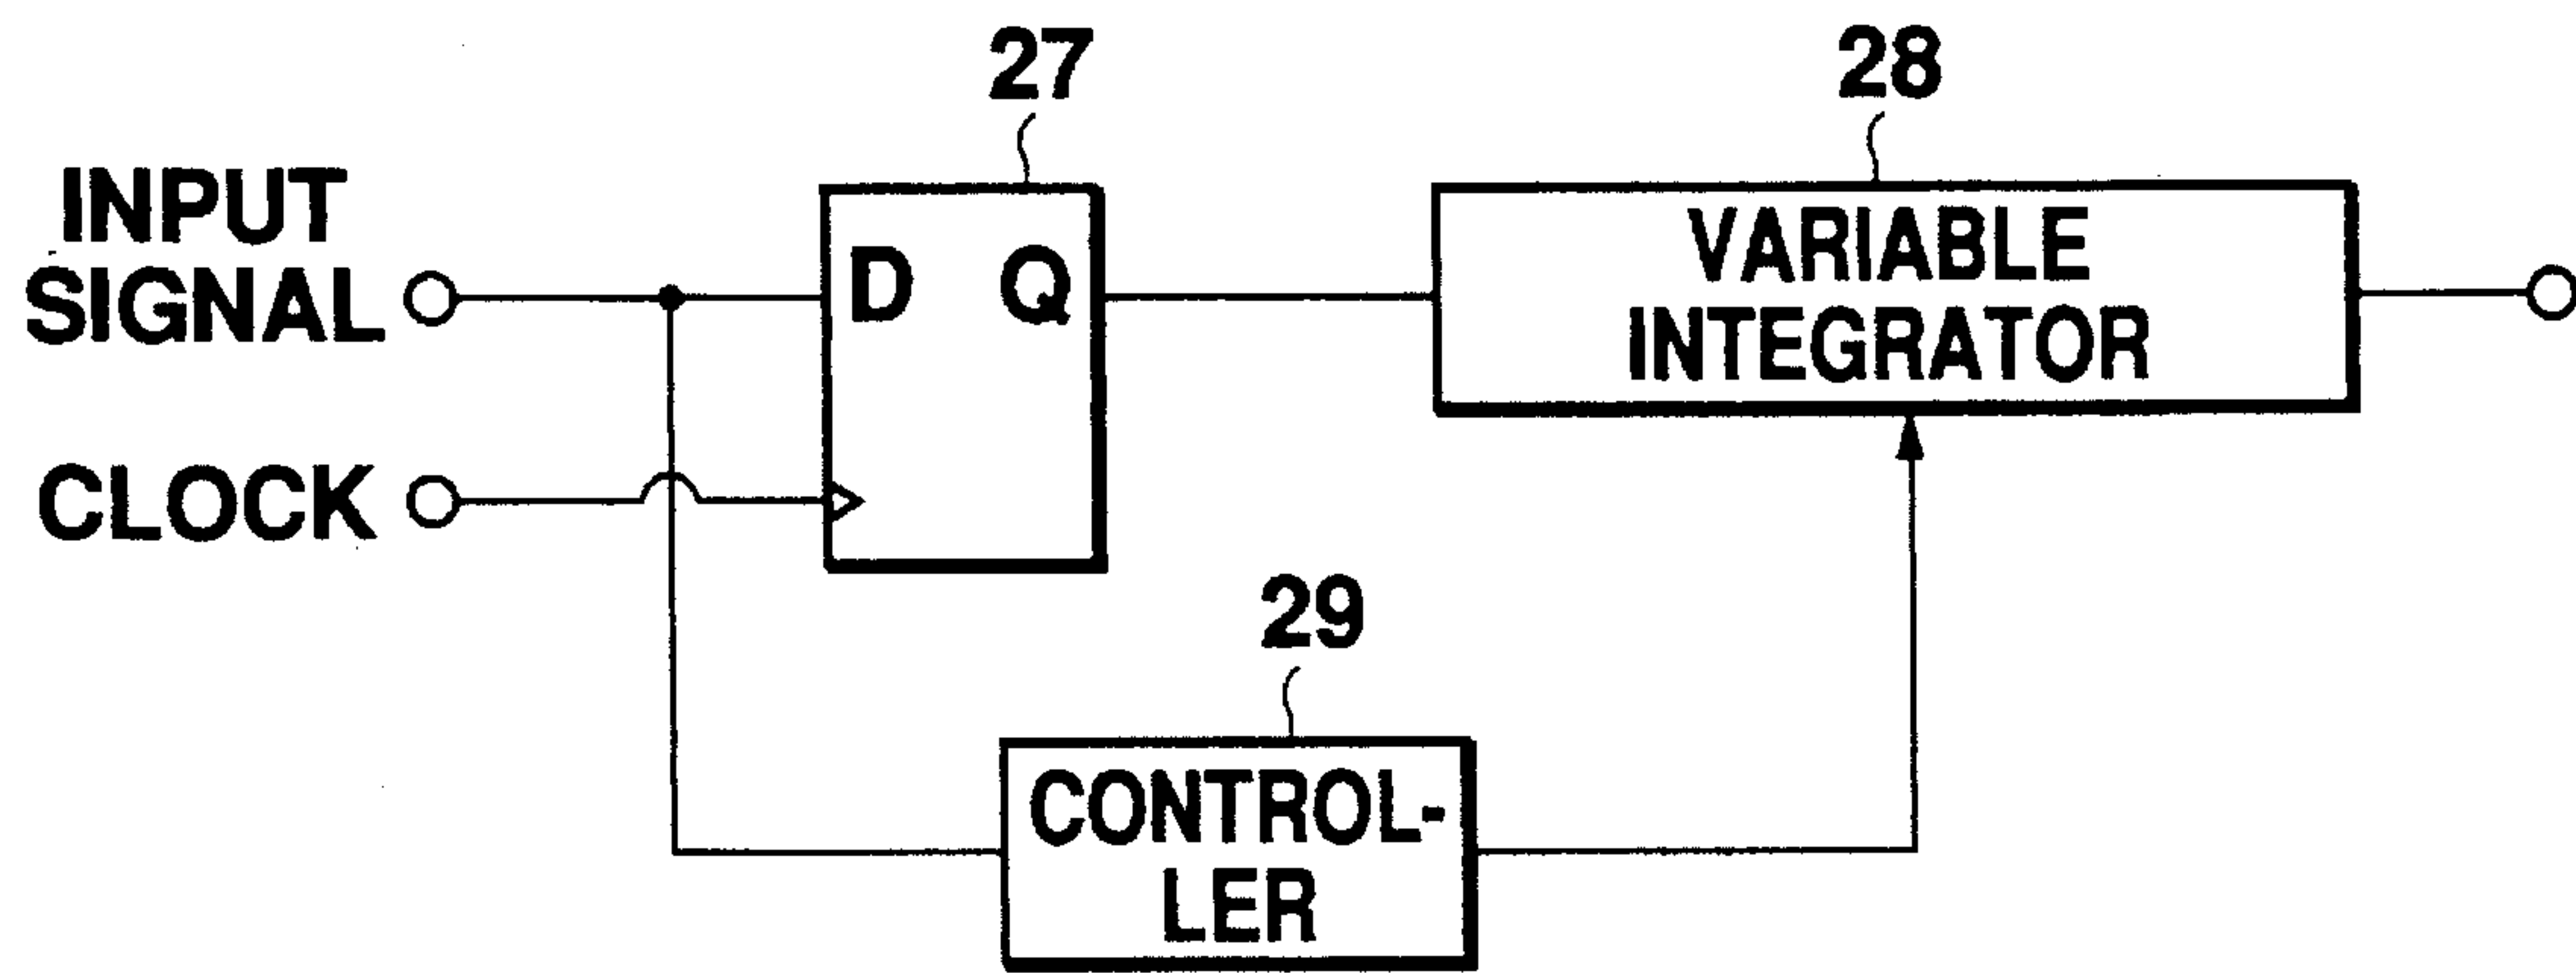 27
28
INPUT
SIGNAL
D Q
VARIABLE
INTEGRATOR
CLOCK
29
CONTROL-
LER